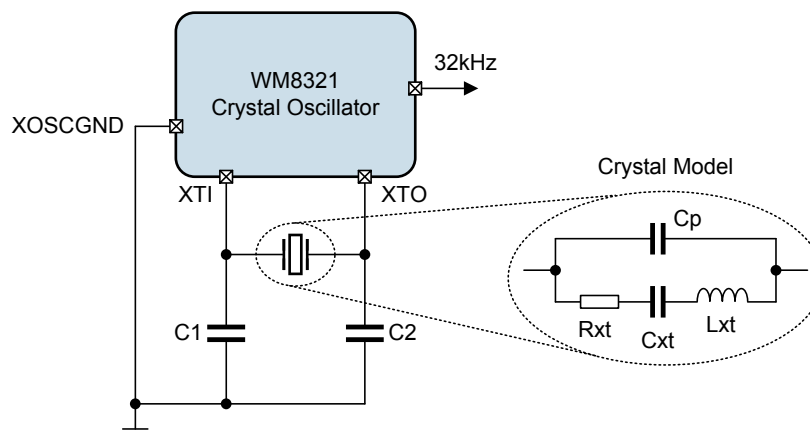 WM8321
Crystal Oscillator
32kHz
XOSCGND
XTI
XTO
Crystal Model
Cp
Rxt
Cxt
Lxt
C1
C2